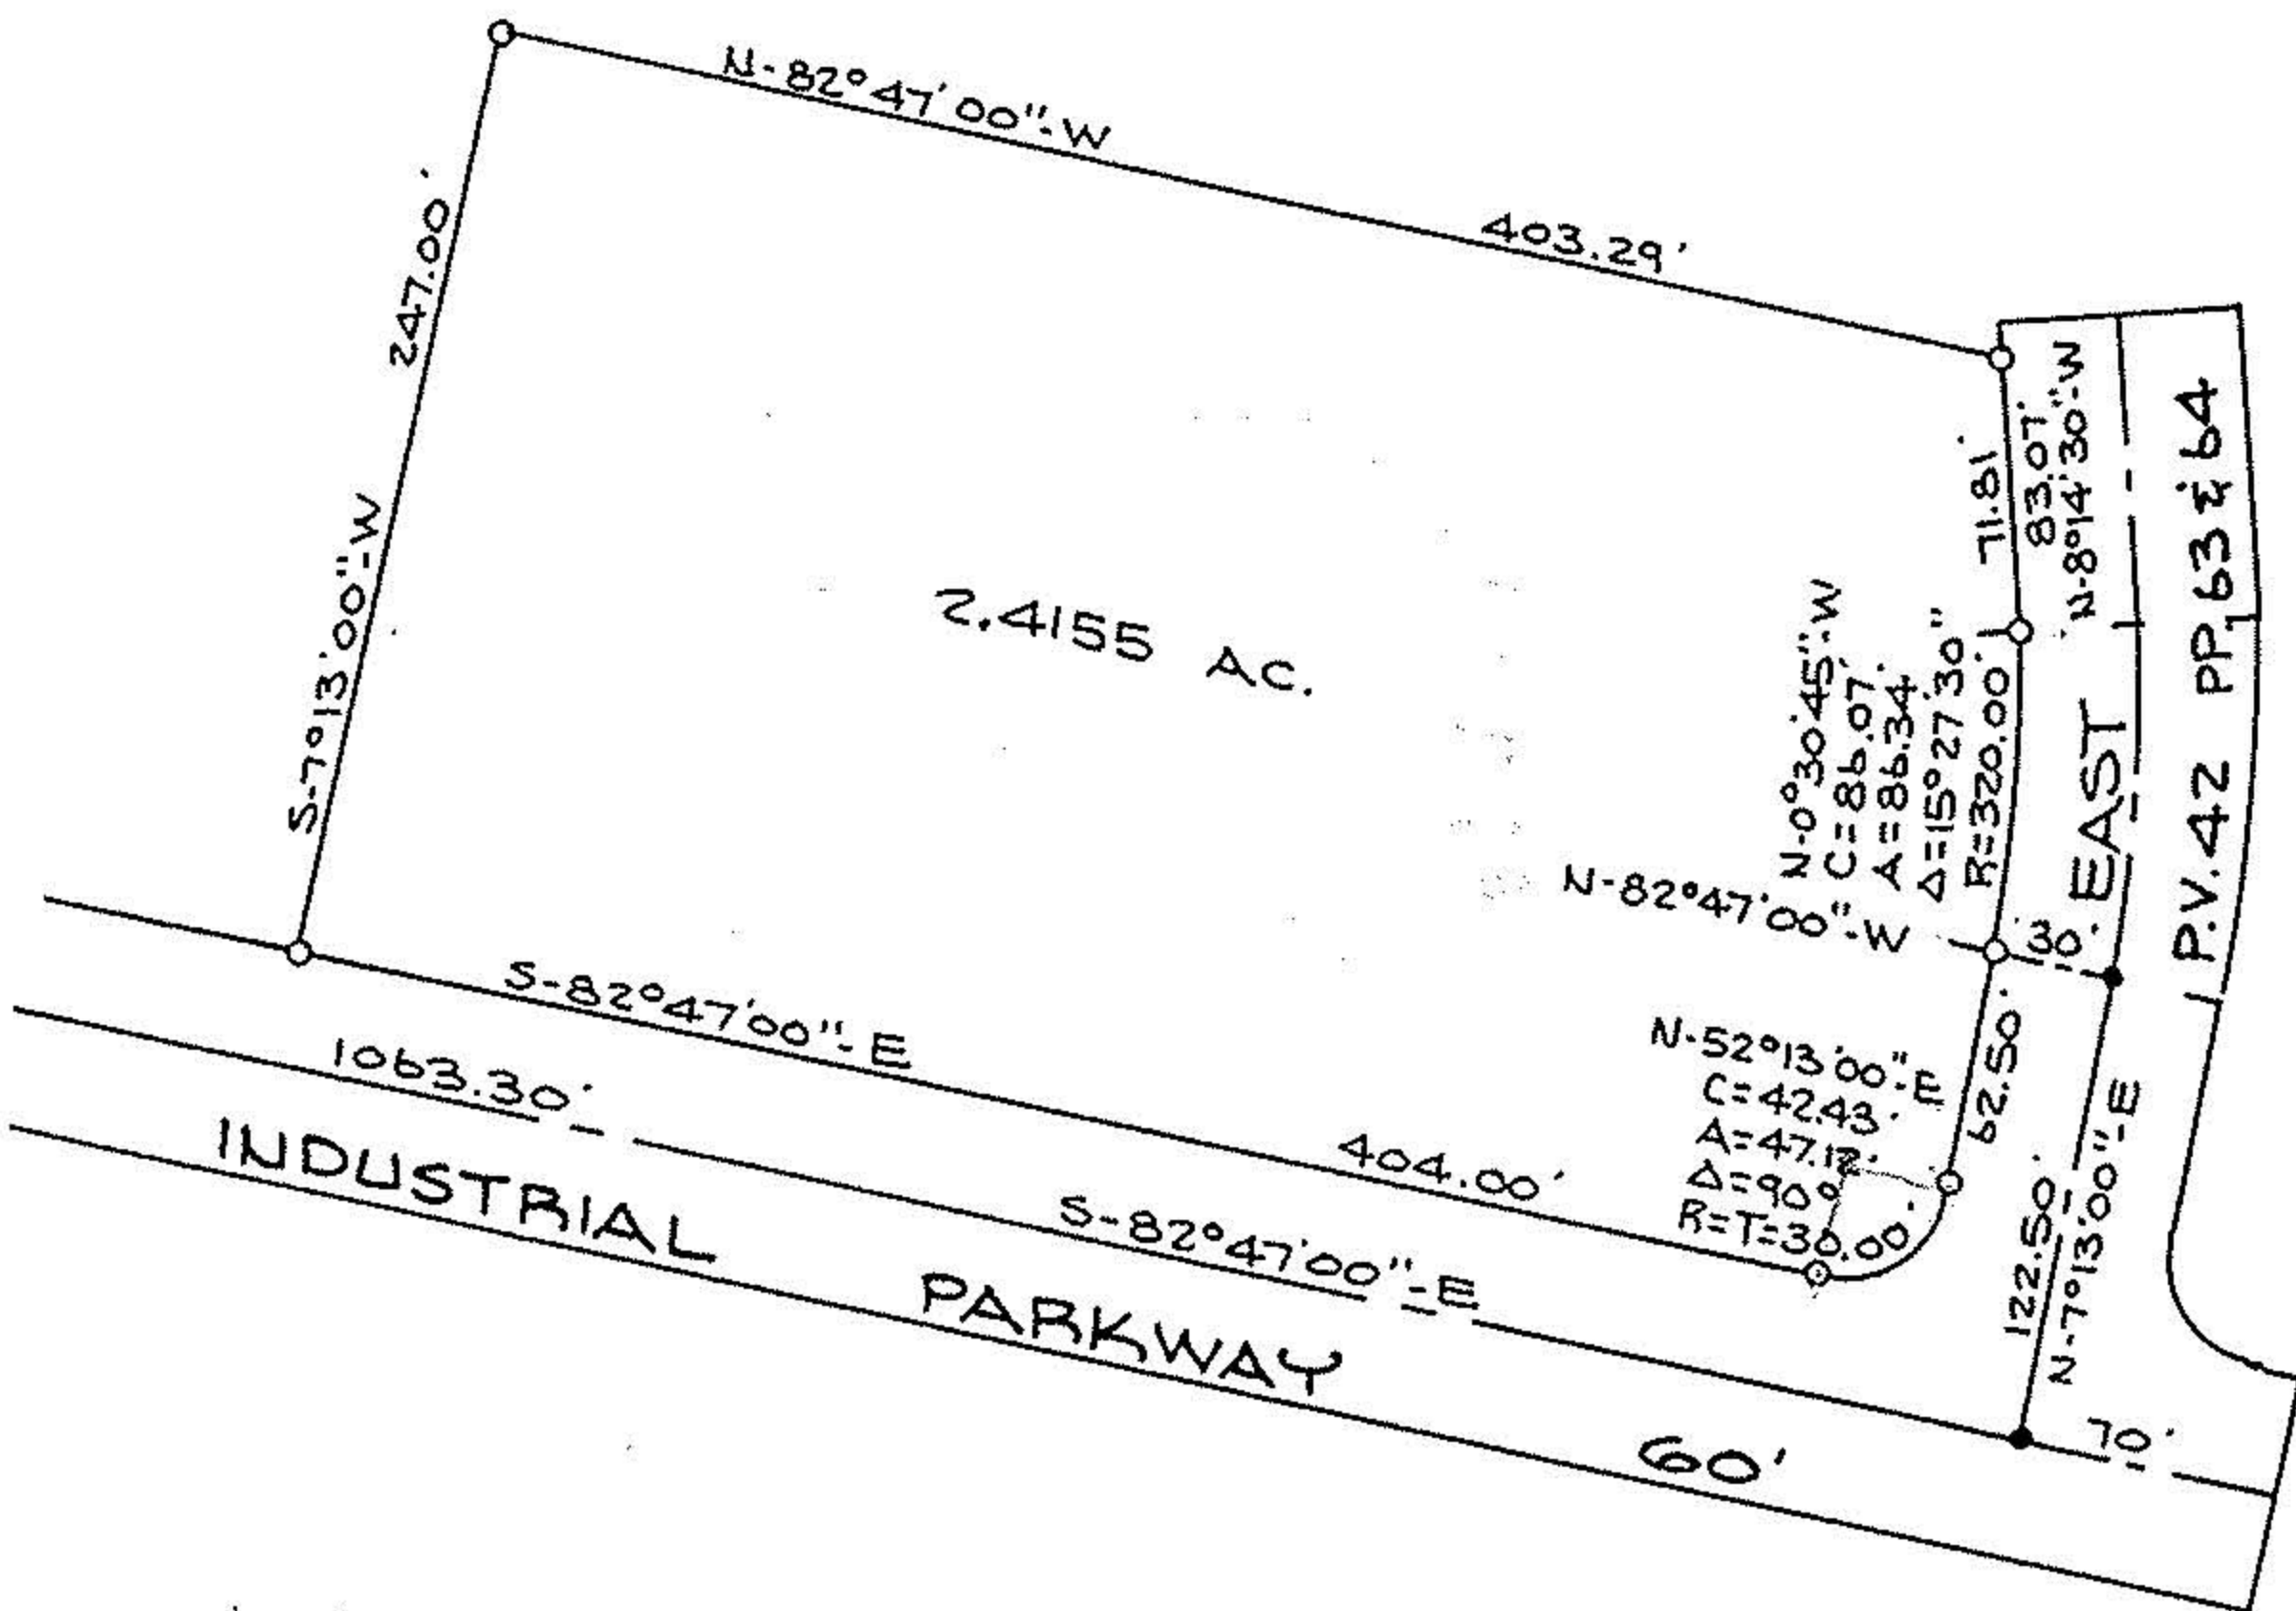 N-82°47'00"-W
403.29'
247.00'
S-7°13'00"-W
2.4155 AC.
71.81'
83.07'
N-8°14'30"-W
P.V. 42 PP. 63 & 64
EAST
N-0°30'45"-W
C=86.07'
A=86.34'
Δ=15°27'30"
R=320.00'
N-82°47'00"-W
30'
S-82°47'00"-E
404.00'
N-52°13'00"-E
C=42.43'
A=47.12'
Δ=90°
R=T=30.00'
62.50'
122.50'
N-7°13'00"-E
1063.30'
S-82°47'00"-E
INDUSTRIAL PARKWAY
60'
70'